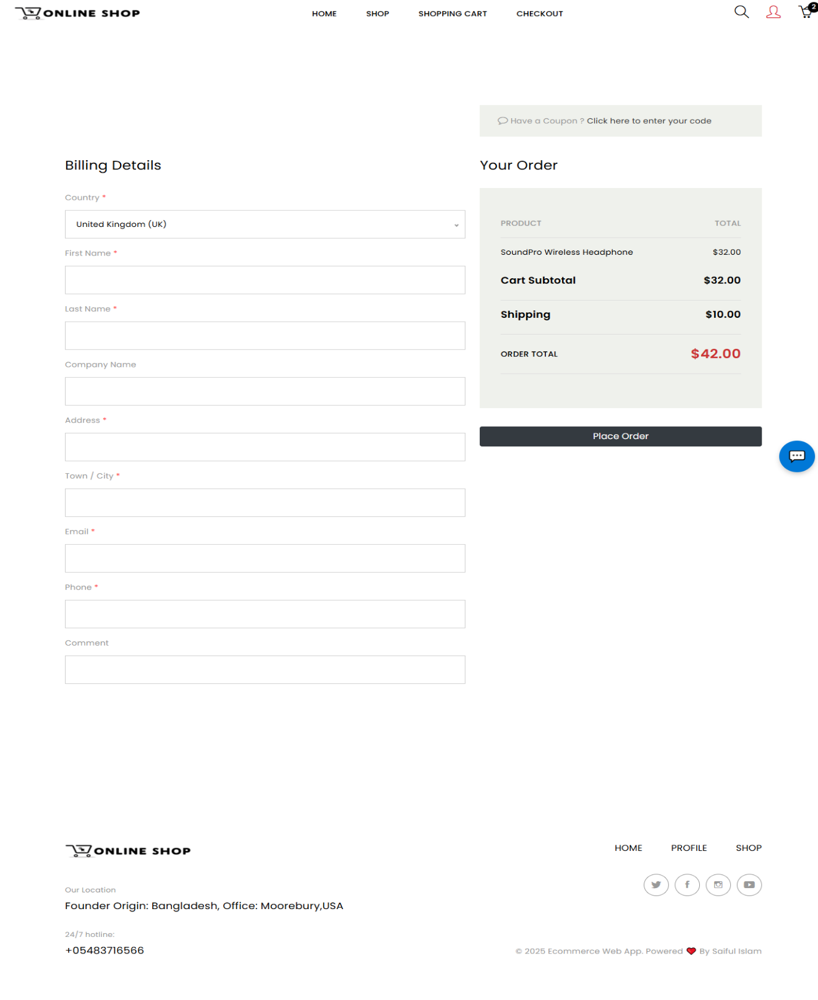 ONLINE SHOP
HOME SHOP SHOPPING CART CHECKOUT
2
Have a Coupon ? Click here to enter your code
Billing Details
Country *
United Kingdom (UK)
First Name *
Last Name *
Company Name
Address *
Town / City *
Email *
Phone *
Comment
Your Order
PRODUCT TOTAL
SoundPro Wireless Headphone $32.00
Cart Subtotal $32.00
Shipping $10.00
ORDER TOTAL $42.00
Place Order
ONLINE SHOP
Our Location
Founder Origin: Bangladesh, Office: Moorebury,USA
24/7 hotline:
+05483716566
HOME PROFILE SHOP
© 2025 Ecommerce Web App. Powered ❤ By Saiful Islam